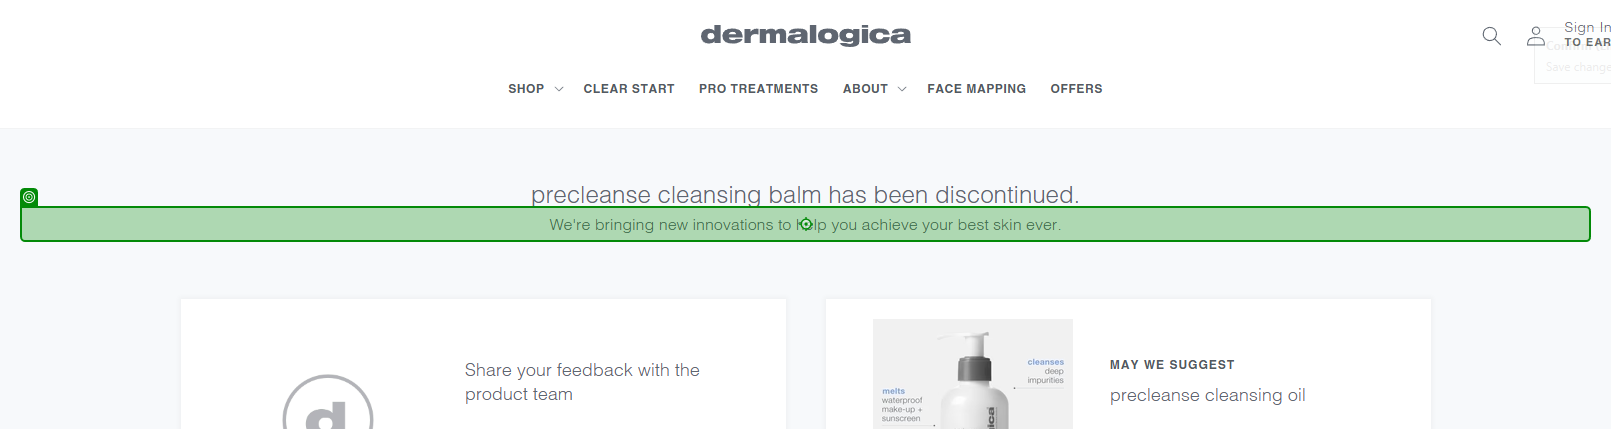 dermalogica
Sign In
TO EAR
Confirm
Save change
SHOP
CLEAR START
PRO TREATMENTS
ABOUT
FACE MAPPING
OFFERS
precleanse cleansing balm has been discontinued.
We're bringing new innovations to help you achieve your best skin ever.
Share your feedback with the
product team
d
cleanses
deep
impurities
melts
waterproof
make-up +
sunscreen
ica
MAY WE SUGGEST
precleanse cleansing oil